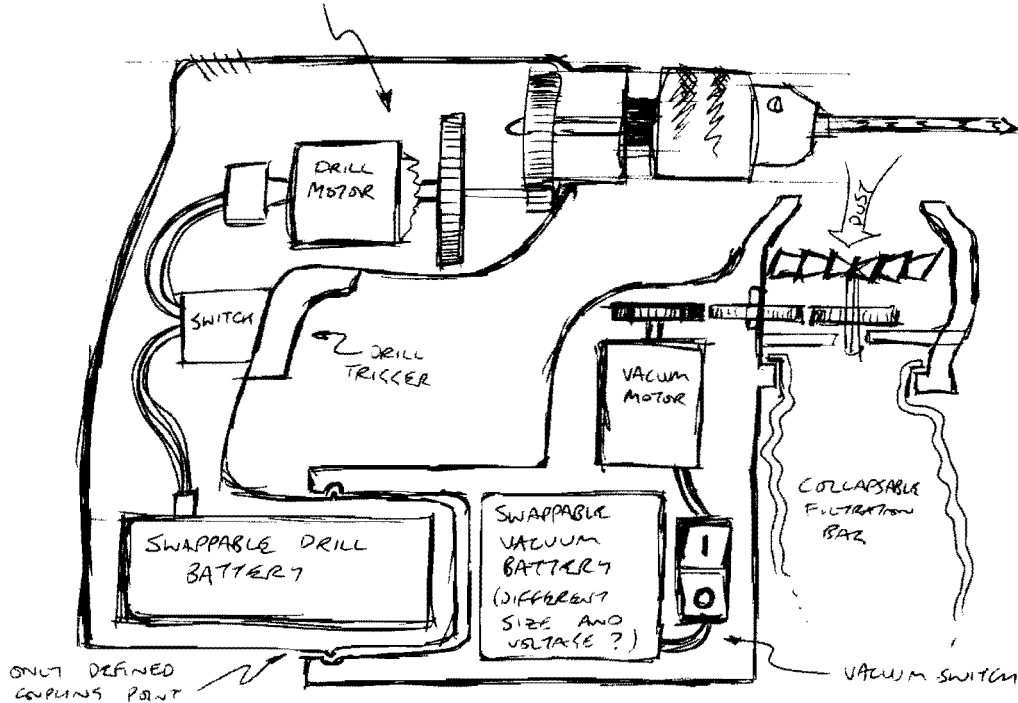 DRILL
MOTOR
DUST
SWITCH
DRILL
TRIGGER
VACUM
MOTOR
COLLAPSABLE
FILTRATION
BAG
SWAPPABLE DRILL
BATTERY
SWAPPABLE
VACUUM
BATTERY
(DIFFERENT
SIZE AND
VOLTAGE?)
I
O
ONLY DEFINED
COUPLING POINT
VACUUM SWITCH